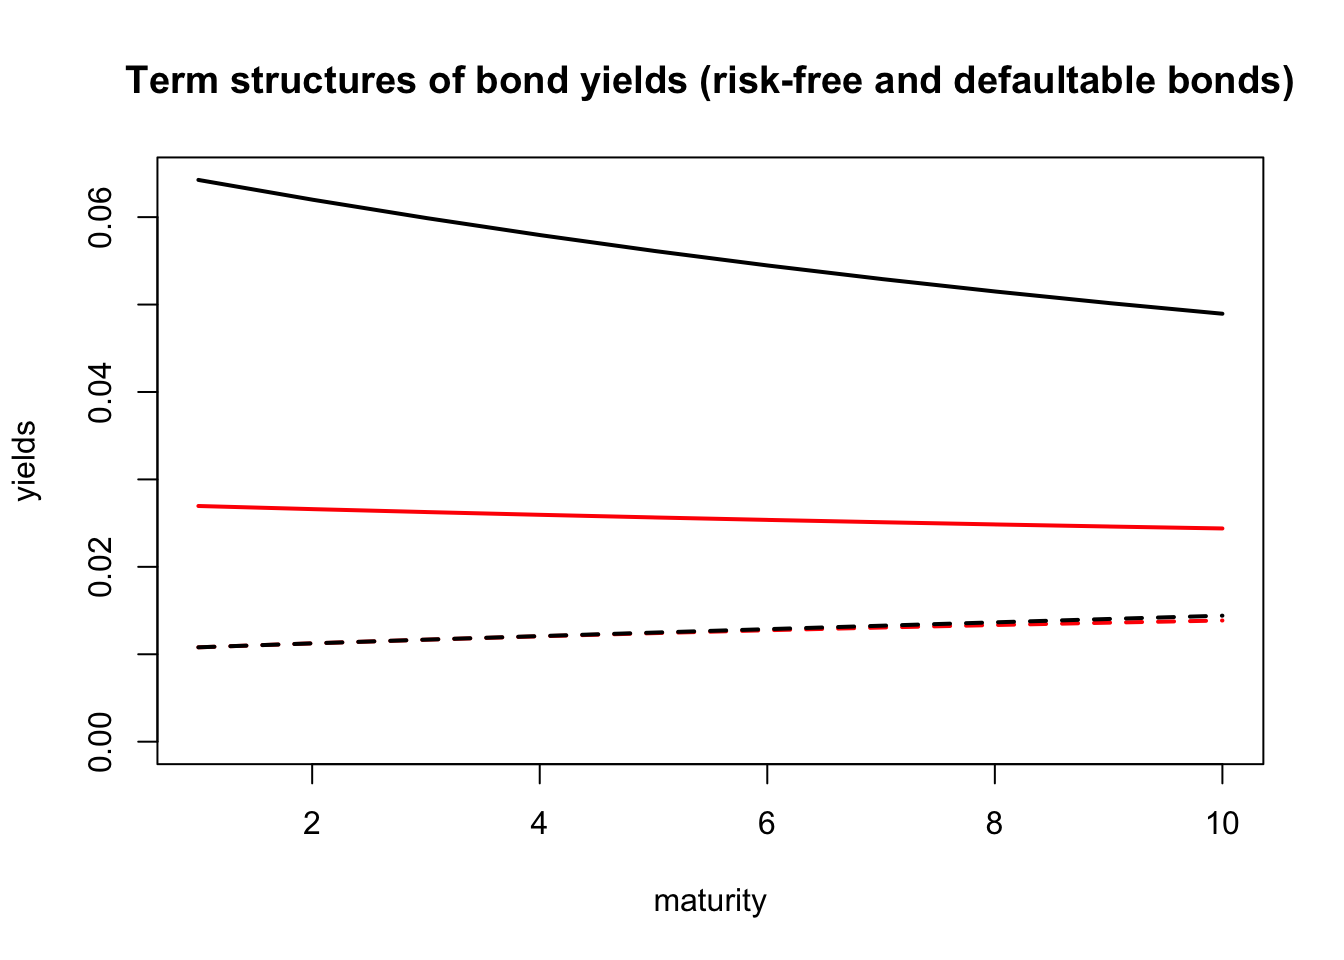 Term structures of bond yields (risk-free and defaultable bonds)
yields
0.06
0.04
0.02
0.00
2 4 6 8 10
maturity